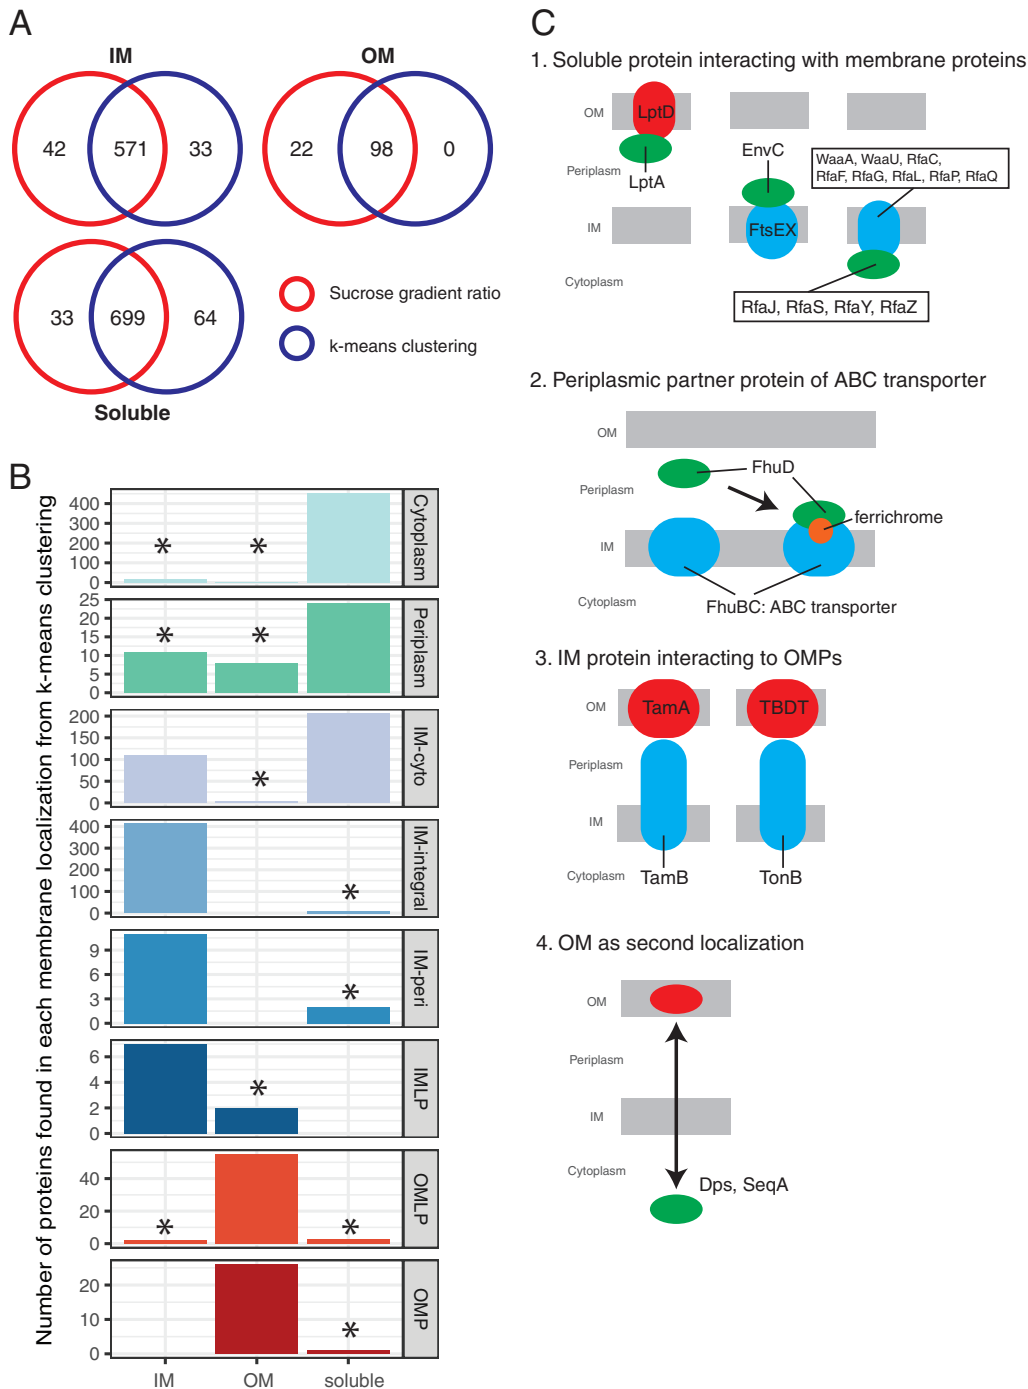 A
IM
OM
42
571
33
22
98
0
33
699
64
Soluble
Sucrose gradient ratio
k-means clustering
B
Number of proteins found in each membrane localization from k-means clustering
400
300
200
100
0
*
*
Cytoplasm
25
20
15
10
5
0
*
*
Periplasm
200
150
100
50
0
*
IM-cyto
400
300
200
100
0
*
IM-integral
9
6
3
0
*
IM-peri
6
4
2
0
*
IMLP
40
20
0
*
*
OMLP
20
10
0
*
OMP
IM
OM
soluble
C
1. Soluble protein interacting with membrane proteins
OM
LptD
Periplasm
LptA
EnvC
WaaA, WaaU, RfaC,
RfaF, RfaG, RfaL, RfaP, RfaQ
IM
FtsEX
Cytoplasm
RfaJ, RfaS, RfaY, RfaZ
2. Periplasmic partner protein of ABC transporter
OM
FhuD
Periplasm
ferrichrome
IM
Cytoplasm
FhuBC: ABC transporter
3. IM protein interacting to OMPs
OM
TamA
TBDT
Periplasm
IM
Cytoplasm
TamB
TonB
4. OM as second localization
OM
Periplasm
IM
Cytoplasm
Dps, SeqA